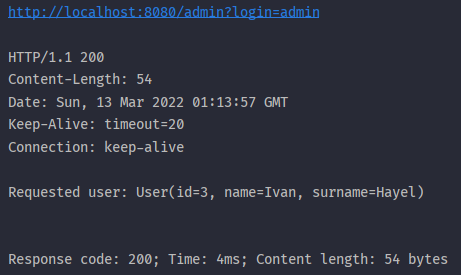 http://localhost:8080/admin?login=admin
HTTP/1.1 200
Content-Length: 54
Date: Sun, 13 Mar 2022 01:13:57 GMT
Keep-Alive: timeout=20
Connection: keep-alive
Requested user: User(id=3, name=Ivan, surname=Hayel)
Response code: 200; Time: 4ms; Content length: 54 bytes